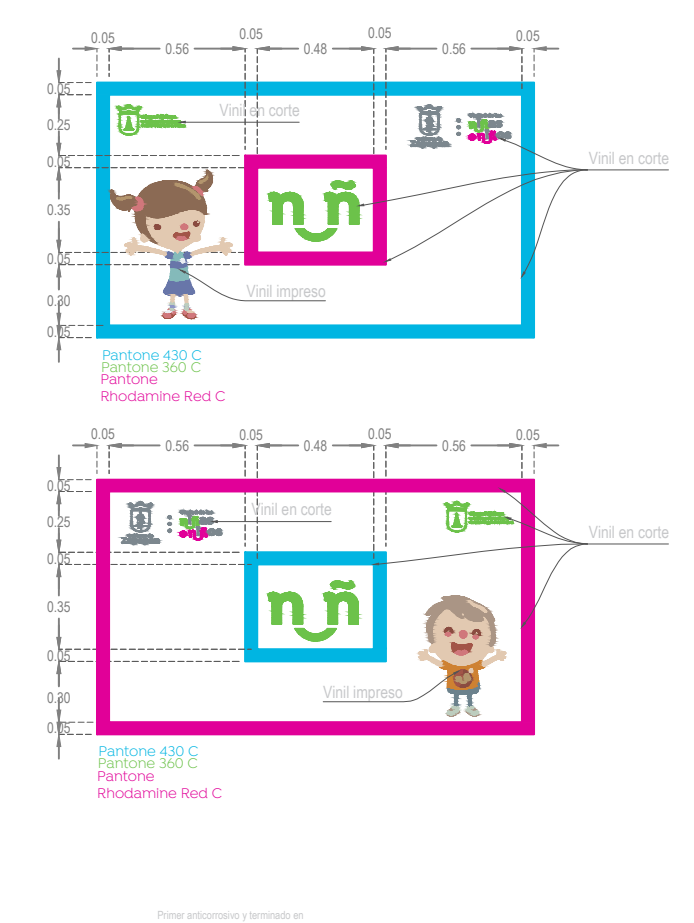 0.05 0.05 0.05 0.05
0.56 0.48 0.56
0.05
0.25
0.05
0.35
0.05
0.30
0.05
Vinil en corte
Vinil en corte
nuñ
Vinil impreso
Pantone 430 C
Pantone 360 C
Pantone
Rhodamine Red C
0.05 0.05 0.05 0.05
0.56 0.48 0.56
0.05
0.25
0.05
0.35
0.05
0.30
0.05
Vinil en corte
Vinil en corte
nuñ
Vinil impreso
Pantone 430 C
Pantone 360 C
Pantone
Rhodamine Red C
Primer anticorrosivo y terminado en